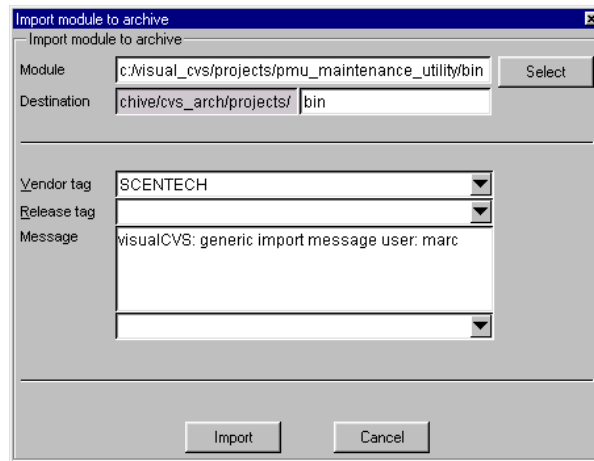 Import module to archive
Import module to archive
Module c:/visual_cvs/projects/pmu_maintenance_utility/bin Select
Destination chive/cvs_arch/projects/ bin
Vendor tag SCENTECH
Release tag
Message visualCVS: generic import message user: marc
Import Cancel